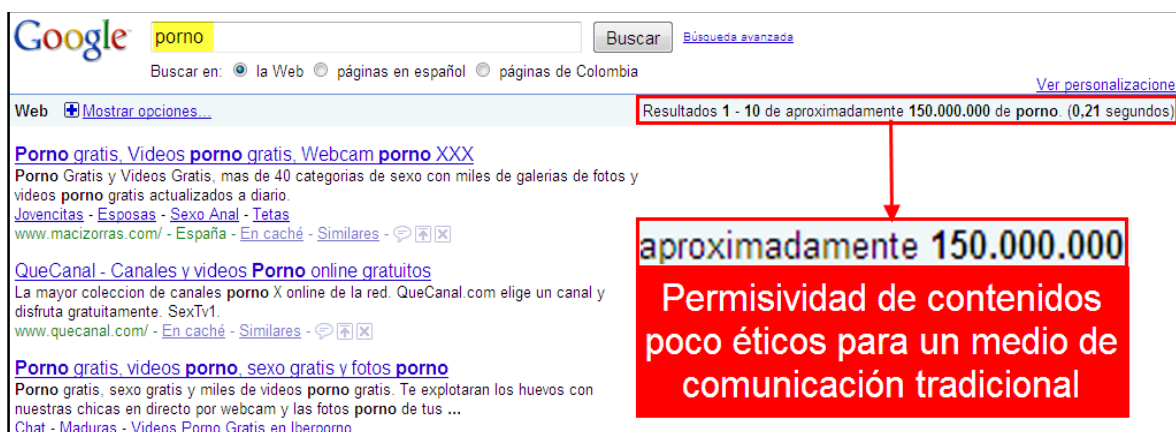 Google porno Buscar Búsqueda avanzada
Buscar en: la Web páginas en español páginas de Colombia
Ver personalizacione
Web Mostrar opciones... Resultados 1 - 10 de aproximadamente 150.000.000 de porno. (0,21 segundos)
Porno gratis, Videos porno gratis, Webcam porno XXX
Porno Gratis y Videos Gratis, mas de 40 categorias de sexo con miles de galerias de fotos y
videos porno gratis actualizados a diario.
Jovencitas - Esposas - Sexo Anal - Tetas
www.macizorras.com/ - España - En caché - Similares -
QueCanal - Canales y videos Porno online gratuitos
La mayor coleccion de canales porno X online de la red. QueCanal.com elige un canal y
disfruta gratuitamente. SexTv1.
www.quecanal.com/ - En caché - Similares -
Porno gratis, videos porno, sexo gratis y fotos porno
Porno gratis, sexo gratis y miles de videos porno gratis. Te explotaran los huevos con
nuestras chicas en directo por webcam y las fotos porno de tus ...
Chat - Maduras - Videos Porno Gratis en Iberporno
aproximadamente 150.000.000
Permisividad de contenidos
poco éticos para un medio de
comunicación tradicional